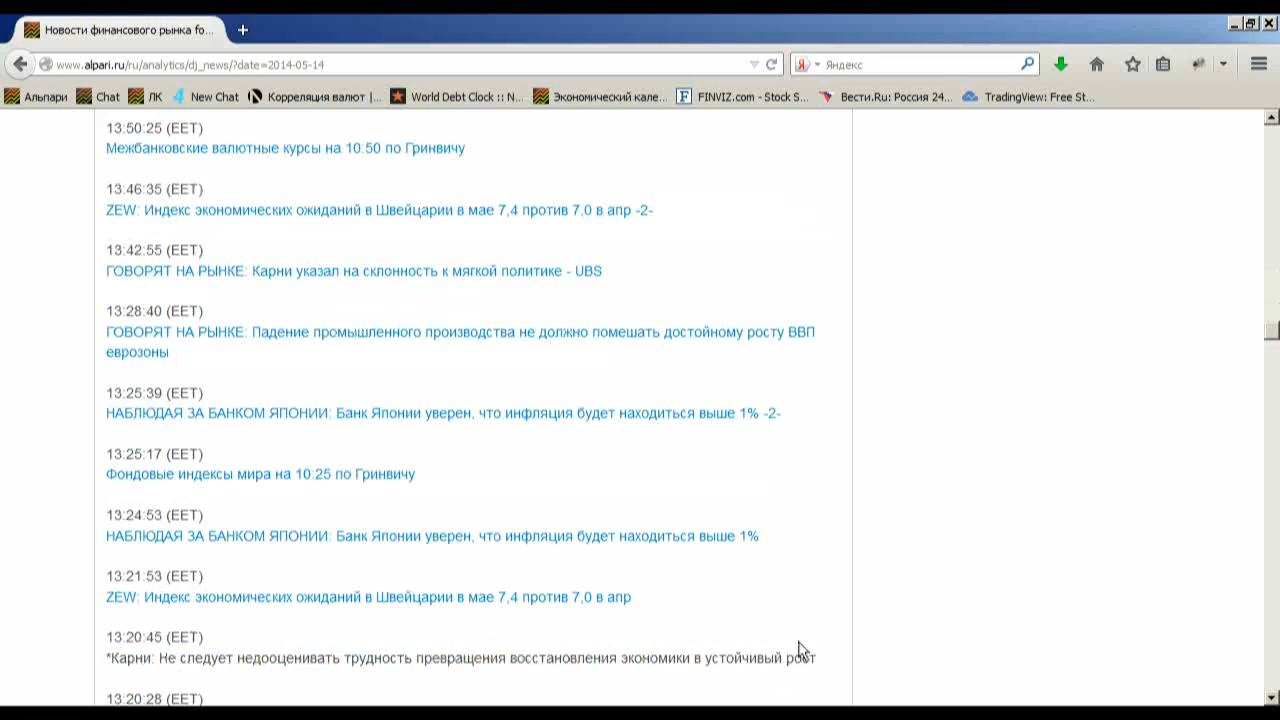 Новости финансового рынка fo...
www.alpari.ru/ru/analytics/dj_news/?date=2014-05-14
Яндекс
Альпари Chat ЛК New Chat Корреляция валют |... World Debt Clock :: N... Экономический кале... FINVIZ.com - Stock S... Вести.Ru: Россия 24... TradingView: Free St...
13:50:25 (EET)
Межбанковские валютные курсы на 10:50 по Гринвичу
13:46:35 (EET)
ZEW: Индекс экономических ожиданий в Швейцарии в мае 7,4 против 7,0 в апр -2-
13:42:55 (EET)
ГОВОРЯТ НА РЫНКЕ: Карни указал на склонность к мягкой политике - UBS
13:28:40 (EET)
ГОВОРЯТ НА РЫНКЕ: Падение промышленного производства не должно помешать достойному росту ВВП
еврозоны
13:25:39 (EET)
НАБЛЮДАЯ ЗА БАНКОМ ЯПОНИИ: Банк Японии уверен, что инфляция будет находиться выше 1% -2-
13:25:17 (EET)
Фондовые индексы мира на 10:25 по Гринвичу
13:24:53 (EET)
НАБЛЮДАЯ ЗА БАНКОМ ЯПОНИИ: Банк Японии уверен, что инфляция будет находиться выше 1%
13:21:53 (EET)
ZEW: Индекс экономических ожиданий в Швейцарии в мае 7,4 против 7,0 в апр
13:20:45 (EET)
*Карни: Не следует недооценивать трудность превращения восстановления экономики в устойчивый рост
13:20:28 (EET)